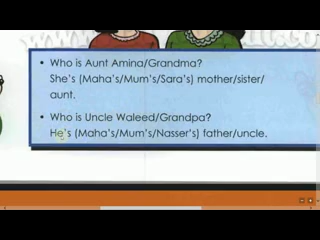 • Who is Aunt Amina/Grandma?
She's (Maha's/Mum's/Sara's) mother/sister/
aunt.
• Who is Uncle Waleed/Grandpa?
He's (Maha's/Mum's/Nasser's) father/uncle.